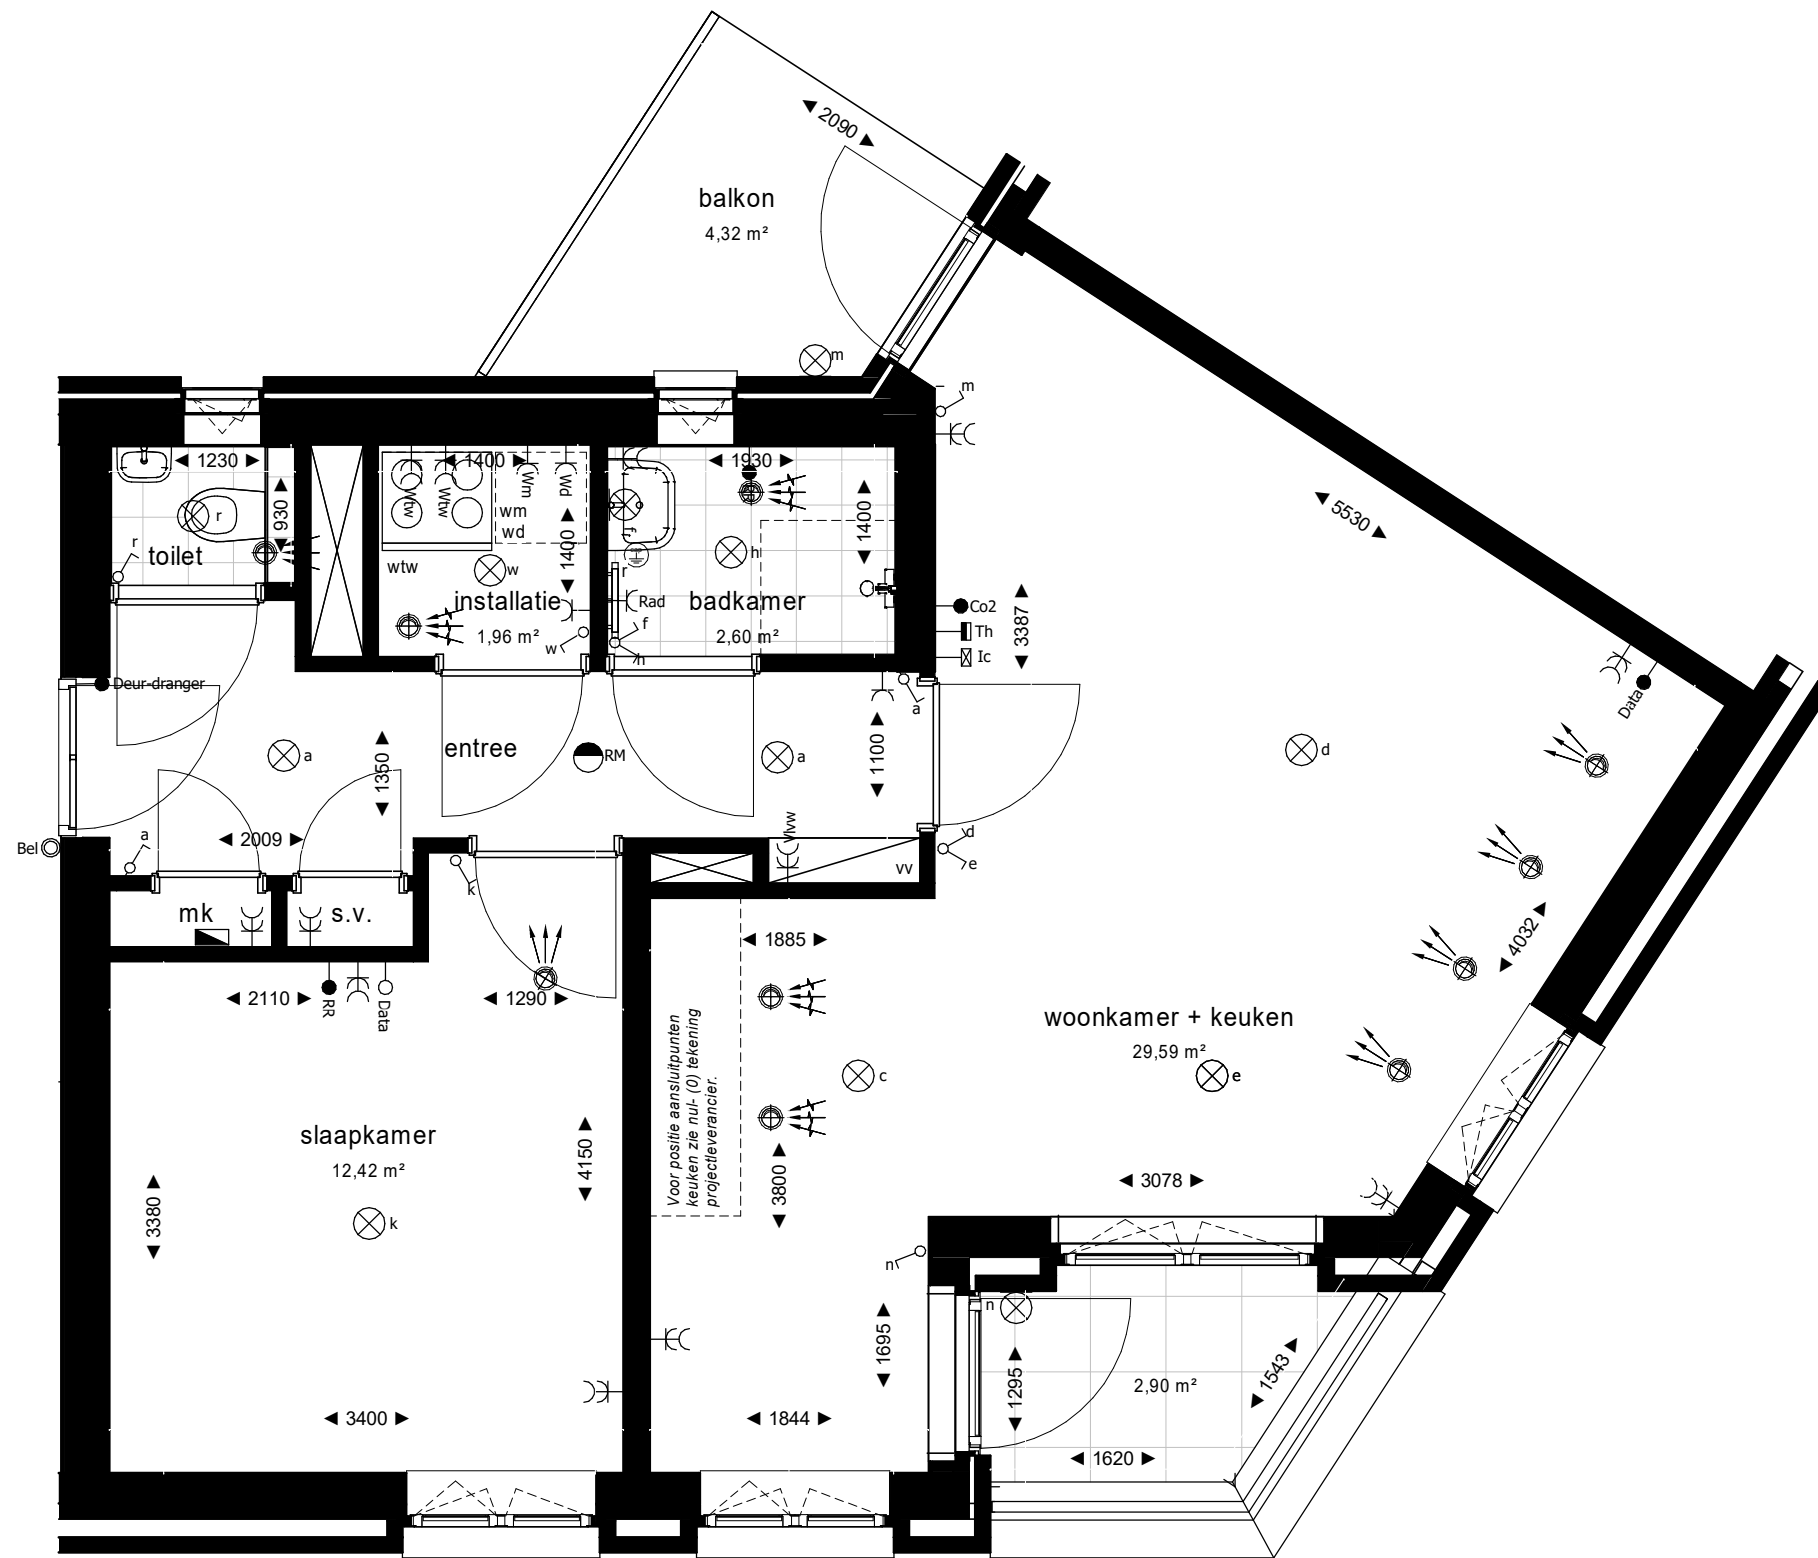 2090
balkon
4,32 m²
m
m
1230
1400
1930
Wtw
Wtw
Wm
Wd
wm
wd
930
1400
1400
5530
r
r
toilet
wtw
w
h
r
installatie
1,96 m²
w
Rad
f
h
badkamer
2,60 m²
Co2
Th
Ic
3387
Deur-dranger
a
Data
a
1350
entree
RM
a
1100
d
Bel
a
2009
vlvw
vv
d
e
k
mk
s.v.
1885
4032
2110
RR
Data
1290
Voor positie aansluitpunten
keuken zie nul- (0) tekening
projectleverancier.
woonkamer + keuken
29,59 m²
c
e
slaapkamer
12,42 m²
4150
3800
3380
3078
k
n
n
1695
1295
2,90 m²
1543
3400
1844
1620